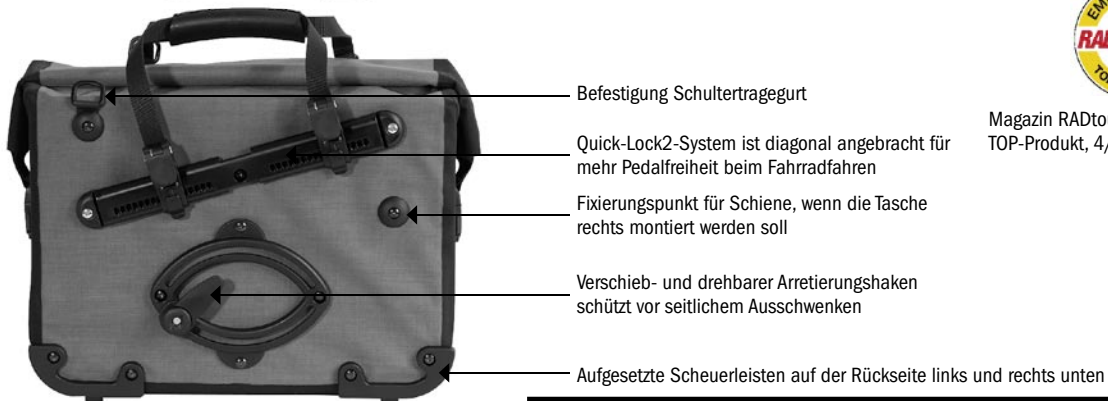 Befestigung Schultertragegurt
Quick-Lock2-System ist diagonal angebracht für
mehr Pedalfreiheit beim Fahrradfahren
Fixierungspunkt für Schiene, wenn die Tasche
rechts montiert werden soll
Verschieb- und drehbarer Arretierungshaken
schützt vor seitlichem Ausschwenken
Aufgesetzte Scheuerleisten auf der Rückseite links und rechts unten
Magazin
TOP-Produkt, 4/